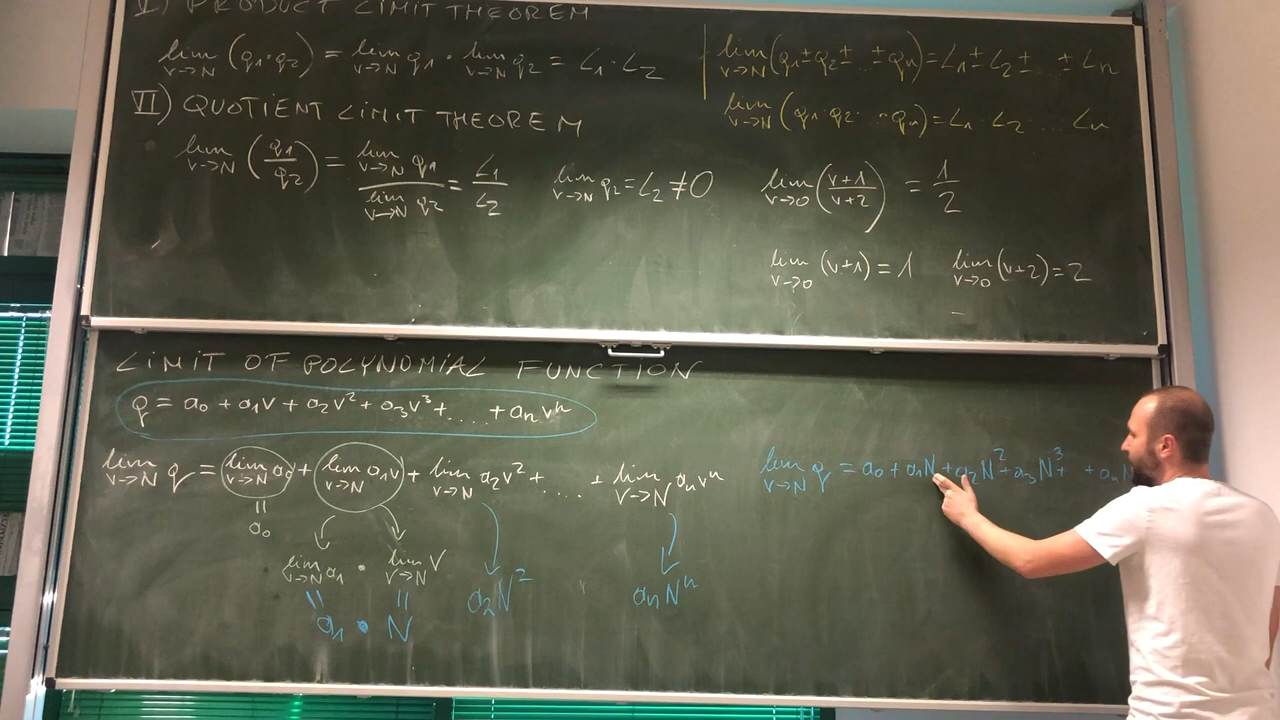 V) PRODUCT LIMIT THEOREM
lim v→N (q1·q2) = lim v→N q1 · lim v→N q2 = L1·L2
lim v→N (q1±q2± .. ±qn) = L1±L2± .. ±Ln
lim v→N (q1·q2· ··qn) = L1·L2 ... Ln
VI) QUOTIENT LIMIT THEOREM
lim v→N (q1/q2) = lim v→N q1 / lim v→N q2 = L1/L2
lim v→N q2 = L2 ≠ 0
lim v→0 (v+1/v+2) = 1/2
lim v→0 (v+1) = 1
lim v→0 (v+2) = 2
LIMIT OF POLYNOMIAL FUNCTION
q = a0 + a1v + a2v² + a3v³ + .... + anvⁿ
lim v→N q = lim v→N a0 + lim v→N a1v + lim v→N a2v² + .... + lim v→N anvⁿ
= a0
lim v→N a1 · lim v→N v
= =
a1 · N
a2N²
anNⁿ
lim v→N q = a0 + a1N + a2N² + a3N³ + + anN